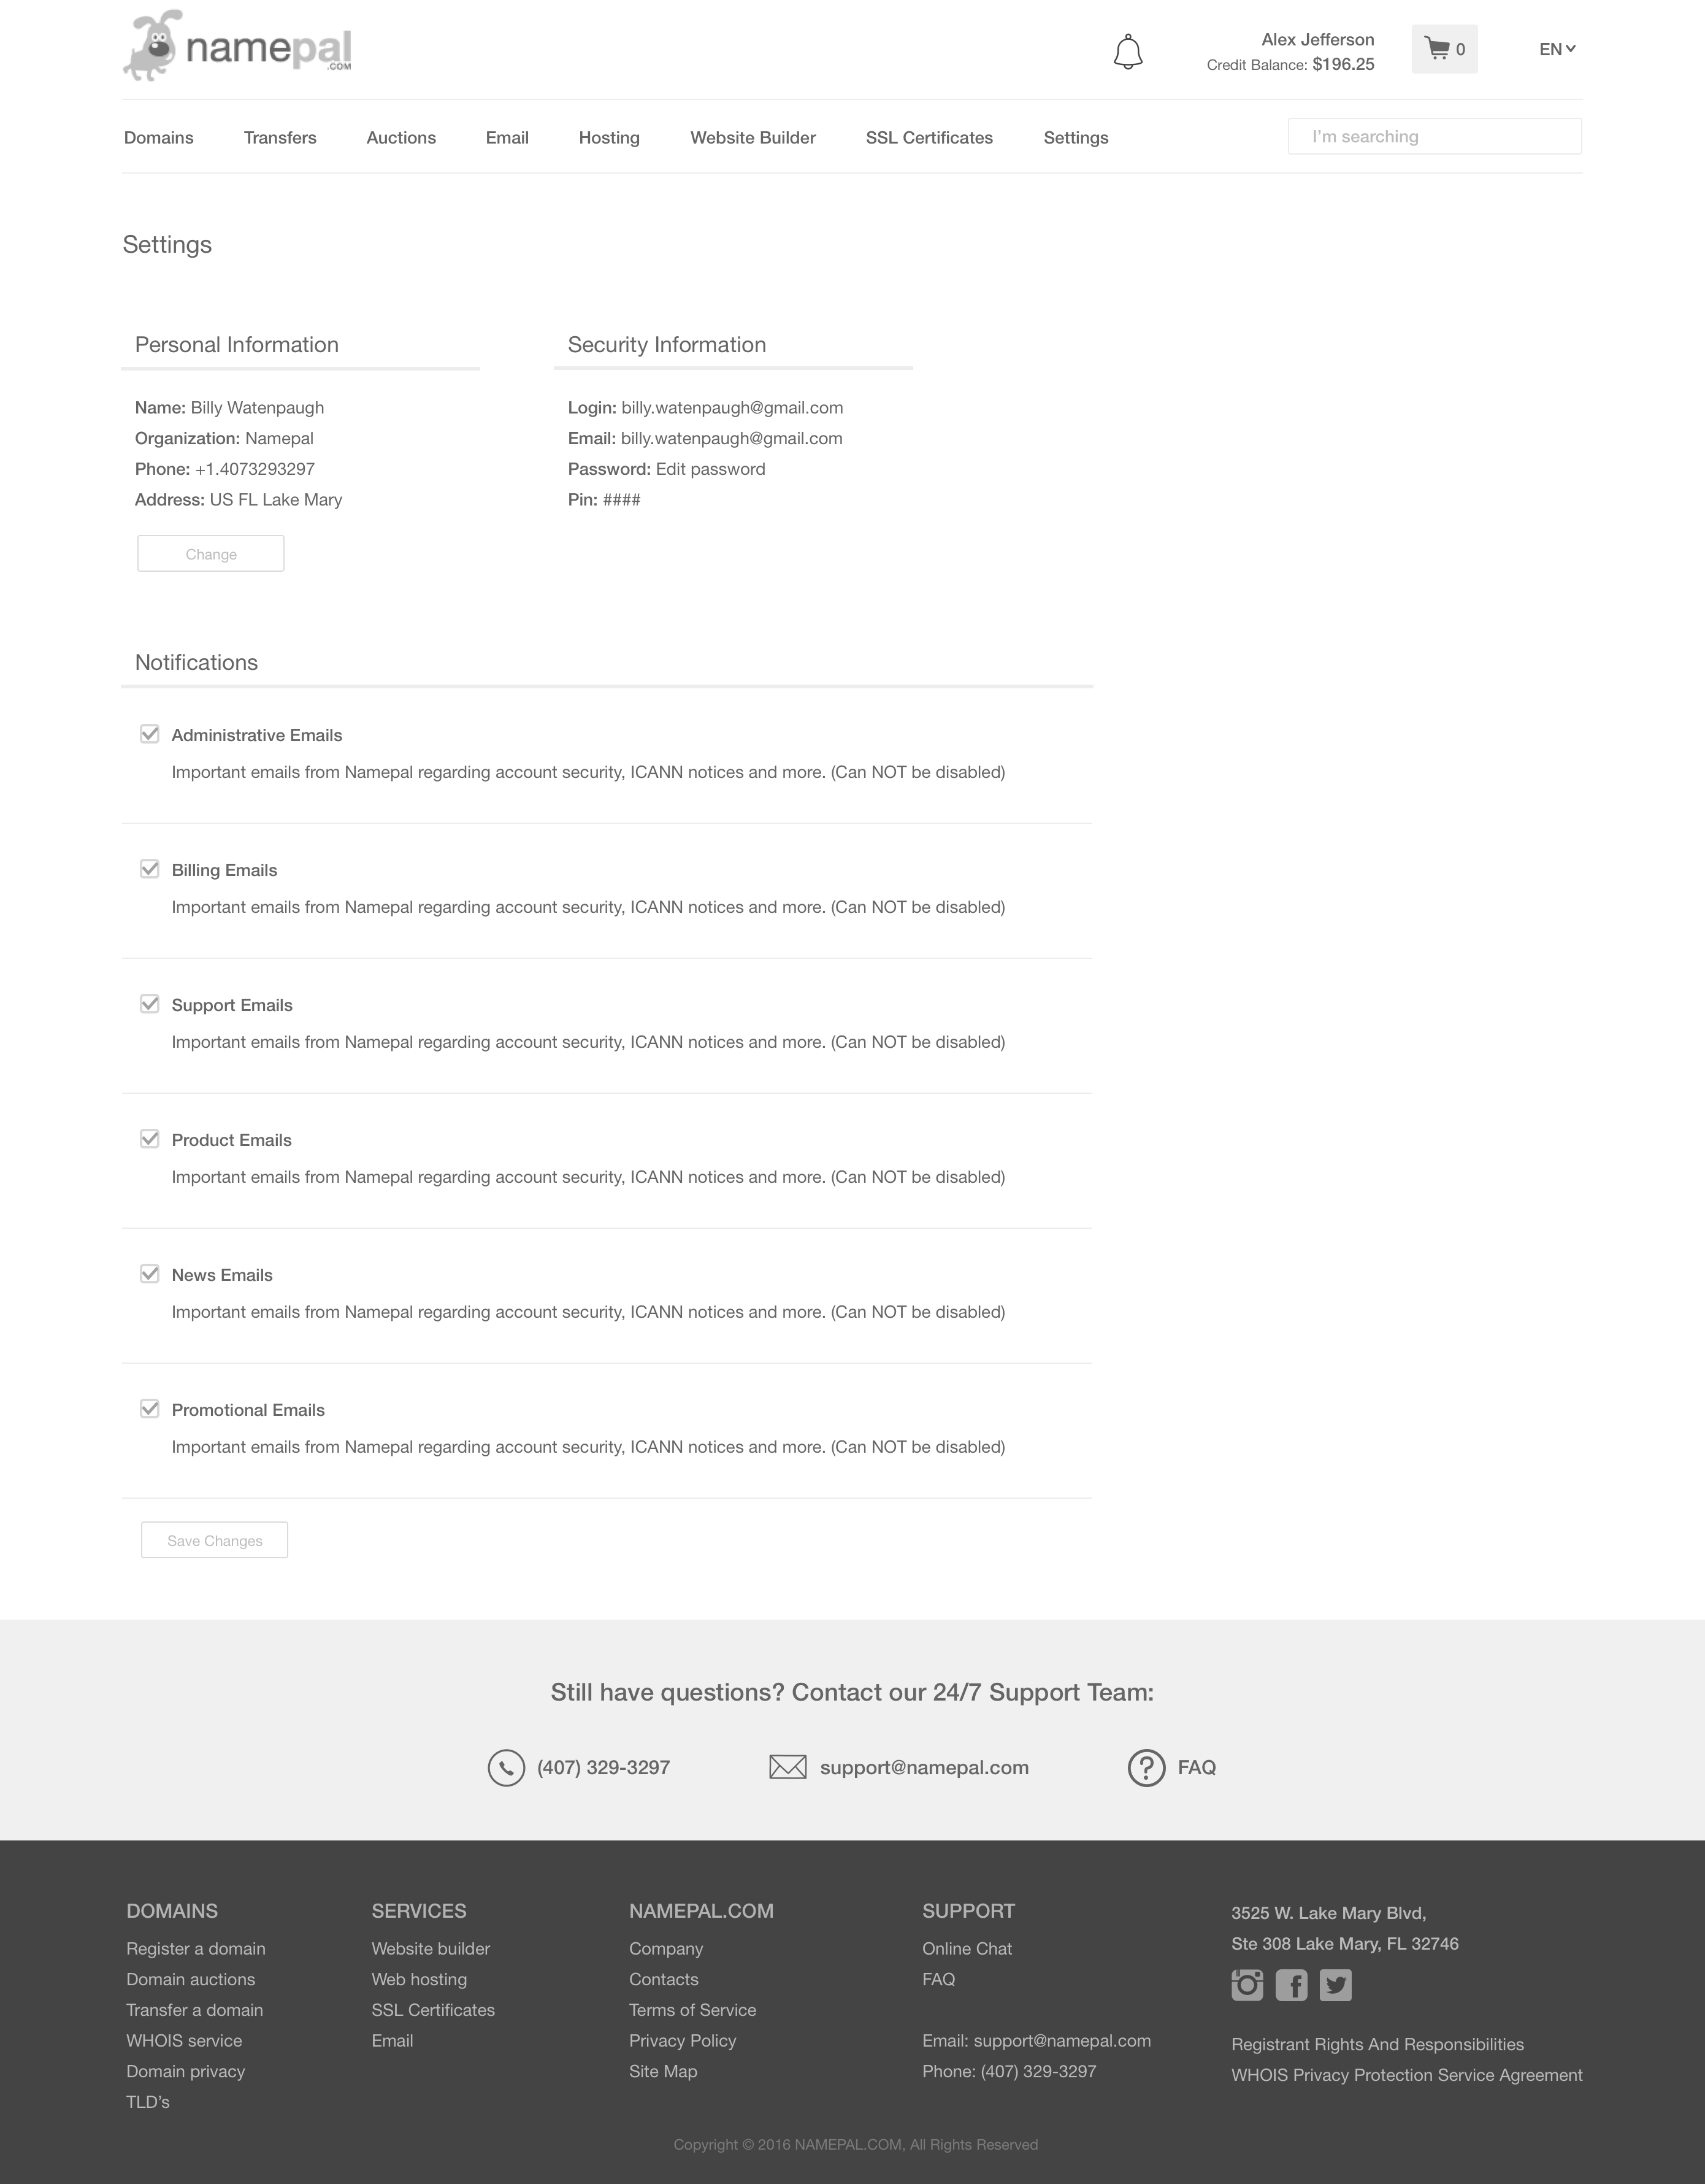 namepal
.COM
Alex Jefferson
Credit Balance: $196.25
0
EN
Domains Transfers Auctions Email Hosting Website Builder SSL Certificates Settings I'm searching
Settings
Personal Information
Name: Billy Watenpaugh
Organization: Namepal
Phone: +1.4073293297
Address: US FL Lake Mary
Change
Security Information
Login: billy.watenpaugh@gmail.com
Email: billy.watenpaugh@gmail.com
Password: Edit password
Pin: ####
Notifications
Administrative Emails
Important emails from Namepal regarding account security, ICANN notices and more. (Can NOT be disabled)
Billing Emails
Important emails from Namepal regarding account security, ICANN notices and more. (Can NOT be disabled)
Support Emails
Important emails from Namepal regarding account security, ICANN notices and more. (Can NOT be disabled)
Product Emails
Important emails from Namepal regarding account security, ICANN notices and more. (Can NOT be disabled)
News Emails
Important emails from Namepal regarding account security, ICANN notices and more. (Can NOT be disabled)
Promotional Emails
Important emails from Namepal regarding account security, ICANN notices and more. (Can NOT be disabled)
Save Changes
Still have questions? Contact our 24/7 Support Team:
(407) 329-3297 support@namepal.com FAQ
DOMAINS
Register a domain
Domain auctions
Transfer a domain
WHOIS service
Domain privacy
TLD's
SERVICES
Website builder
Web hosting
SSL Certificates
Email
NAMEPAL.COM
Company
Contacts
Terms of Service
Privacy Policy
Site Map
SUPPORT
Online Chat
FAQ
Email: support@namepal.com
Phone: (407) 329-3297
3525 W. Lake Mary Blvd,
Ste 308 Lake Mary, FL 32746
Registrant Rights And Responsibilities
WHOIS Privacy Protection Service Agreement
Copyright © 2016 NAMEPAL.COM, All Rights Reserved